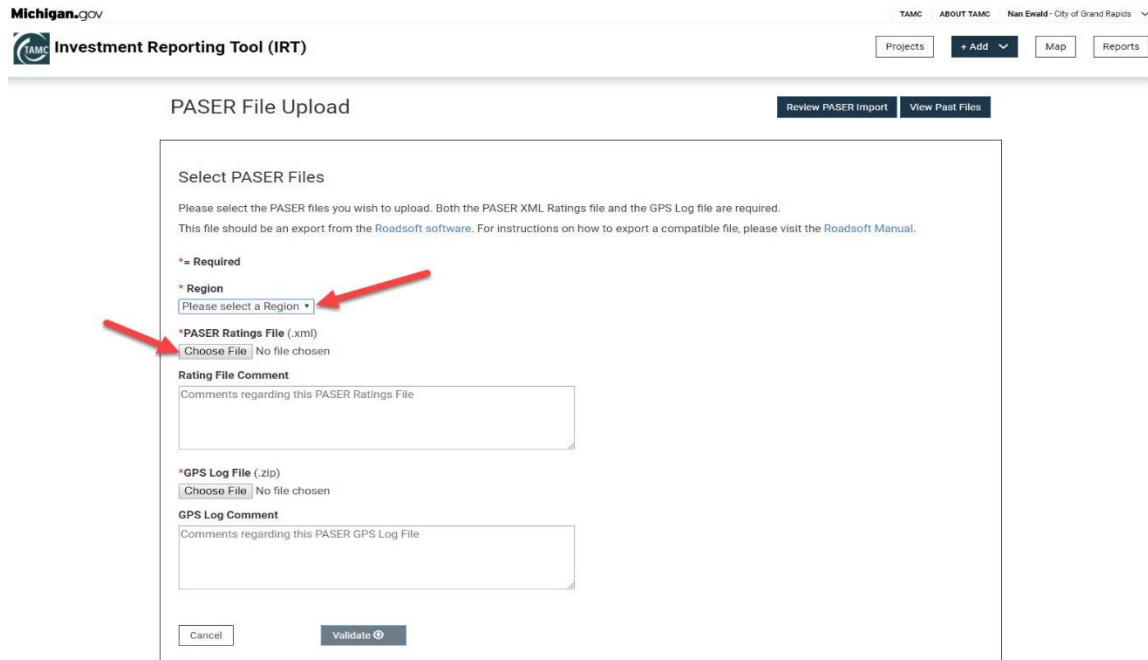 Michigan.gov
TAMC ABOUT TAMC Nan Ewald - City of Grand Rapids
TAMC Investment Reporting Tool (IRT)
Projects + Add Map Reports
PASER File Upload
Review PASER Import View Past Files
Select PASER Files
Please select the PASER files you wish to upload. Both the PASER XML Ratings file and the GPS Log file are required.
This file should be an export from the Roadsoft software. For instructions on how to export a compatible file, please visit the Roadsoft Manual.
*= Required
* Region
Please select a Region
*PASER Ratings File (.xml)
Choose File No file chosen
Rating File Comment
Comments regarding this PASER Ratings File
*GPS Log File (.zip)
Choose File No file chosen
GPS Log Comment
Comments regarding this PASER GPS Log File
Cancel Validate